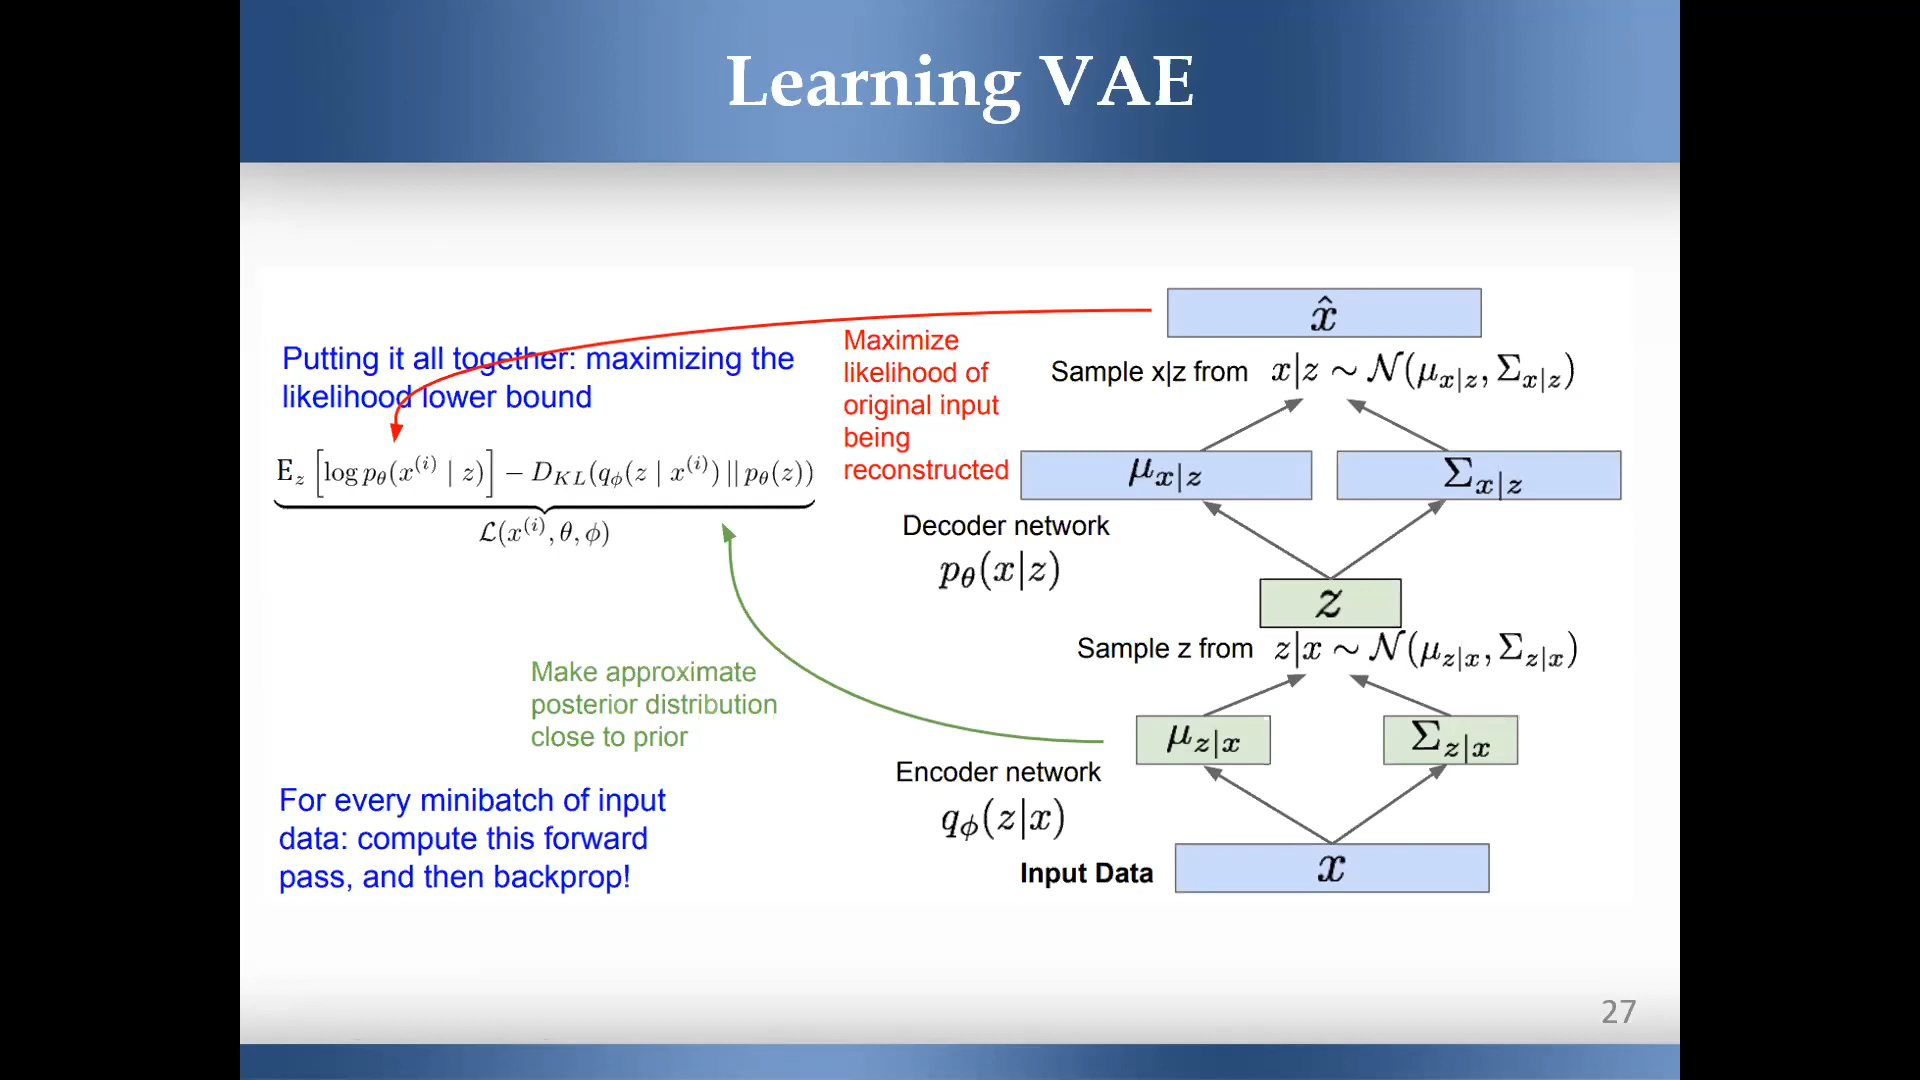 Learning VAE
Putting it all together: maximizing the
likelihood lower bound
E_z [log p_θ(x^(i) | z)] − D_KL(q_ϕ(z | x^(i)) || p_θ(z))
ℒ(x^(i), θ, ϕ)
Make approximate
posterior distribution
close to prior
For every minibatch of input
data: compute this forward
pass, and then backprop!
Maximize
likelihood of
original input
being
reconstructed
x̂
Sample x|z from x|z ∼ 𝒩(μ_x|z, Σ_x|z)
μ_x|z
Σ_x|z
Decoder network
p_θ(x|z)
z
Sample z from z|x ∼ 𝒩(μ_z|x, Σ_z|x)
μ_z|x
Σ_z|x
Encoder network
q_ϕ(z|x)
Input Data x
27